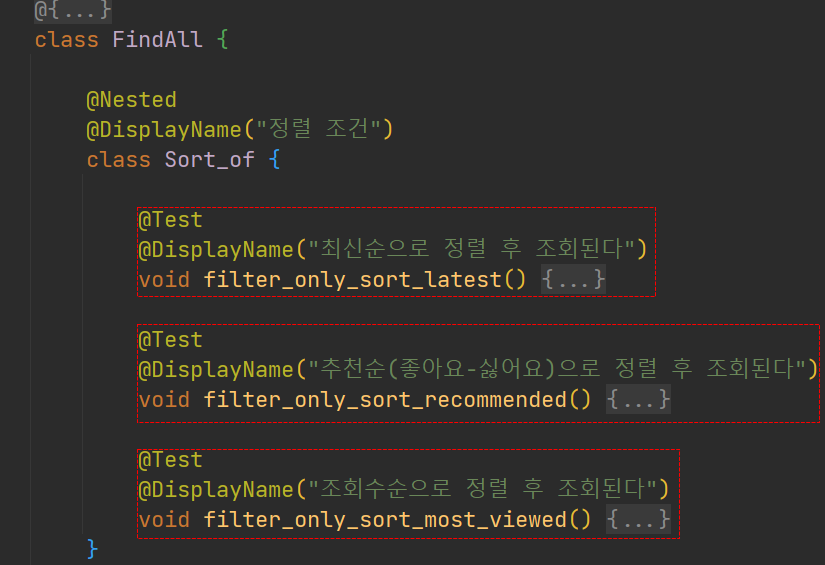 @{...}
class FindAll {
@Nested
@DisplayName("정렬 조건")
class Sort_of {
@Test
@DisplayName("최신순으로 정렬 후 조회된다")
void filter_only_sort_latest() {...}
@Test
@DisplayName("추천순(좋아요-싫어요)으로 정렬 후 조회된다")
void filter_only_sort_recommended() {...}
@Test
@DisplayName("조회수순으로 정렬 후 조회된다")
void filter_only_sort_most_viewed() {...}
}